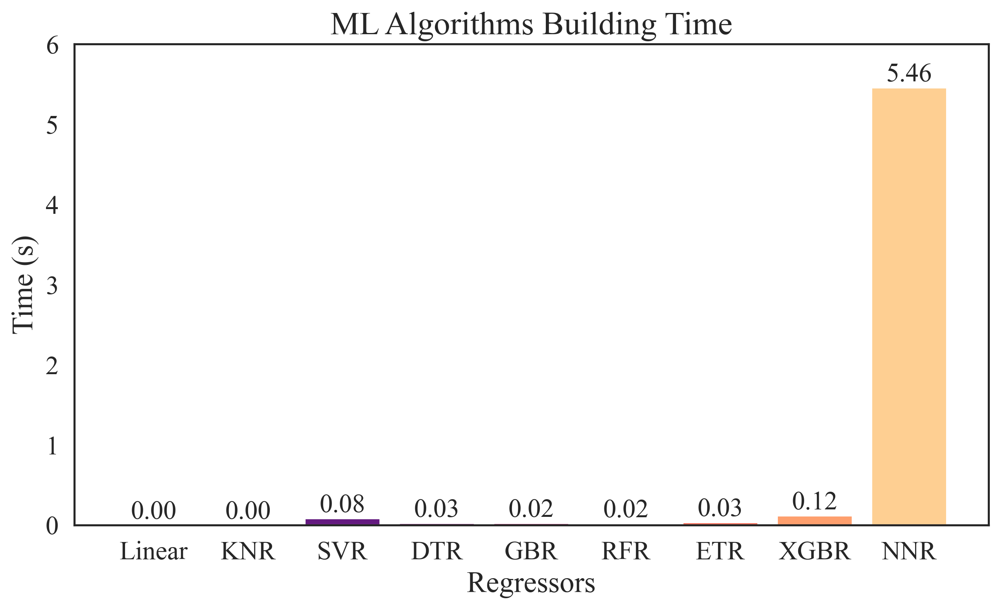 ML Algorithms Building Time
6
5
4
3
2
1
0
Time (s)
0.00 0.00 0.08 0.03 0.02 0.02 0.03 0.12 5.46
Linear KNR SVR DTR GBR RFR ETR XGBR NNR
Regressors